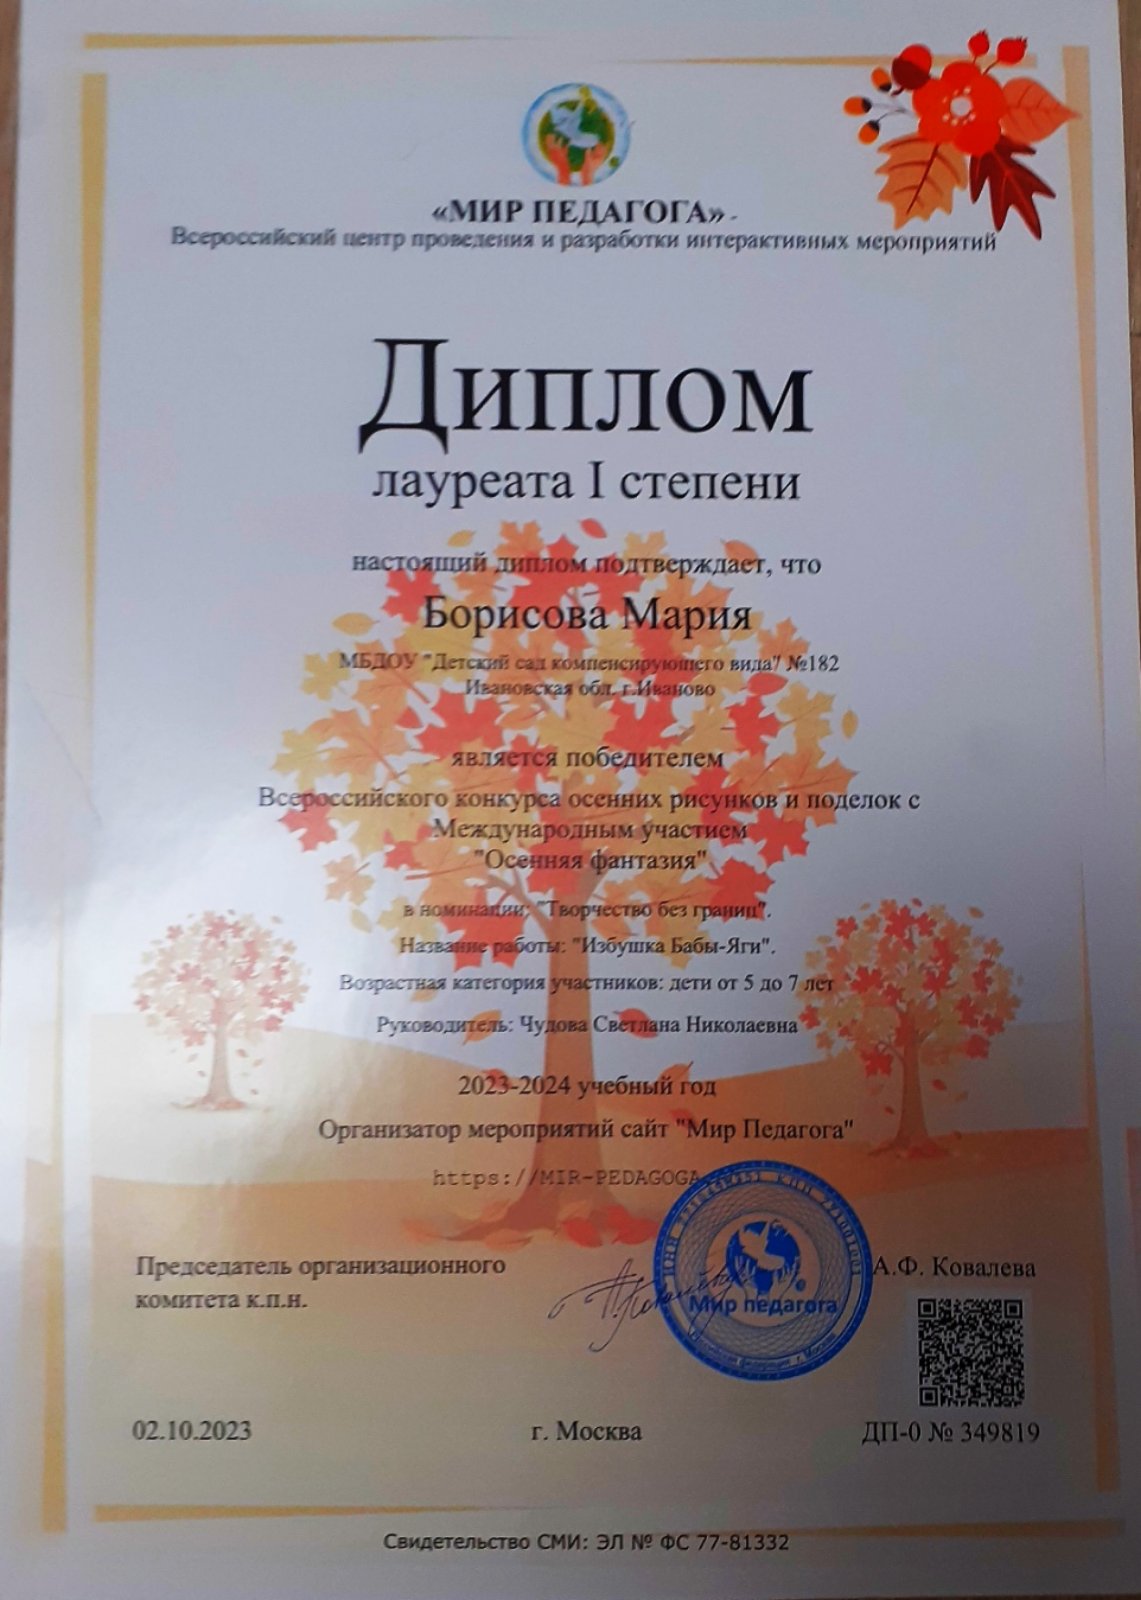 «МИР ПЕДАГОГА» -
Всероссийский центр проведения и разработки интерактивных мероприятий
Диплом
лауреата I степени
настоящий диплом подтверждает, что
Борисова Мария
МБДОУ "Детский сад компенсирующего вида" №182
Ивановская обл. г.Иваново
является победителем
Всероссийского конкурса осенних рисунков и поделок с
Международным участием
"Осенняя фантазия"
в номинации: "Творчество без границ".
Название работы: "Избушка Бабы-Яги".
Возрастная категория участников: дети от 5 до 7 лет
Руководитель: Чудова Светлана Николаевна
2023-2024 учебный год
Организатор мероприятий сайт "Мир Педагога"
https://MIR-PEDAGOGA
Председатель организационного
комитета к.п.н.
А.Ф. Ковалева
Мир педагога
02.10.2023
г. Москва
ДП-0 № 349819
Свидетельство СМИ: ЭЛ № ФС 77-81332